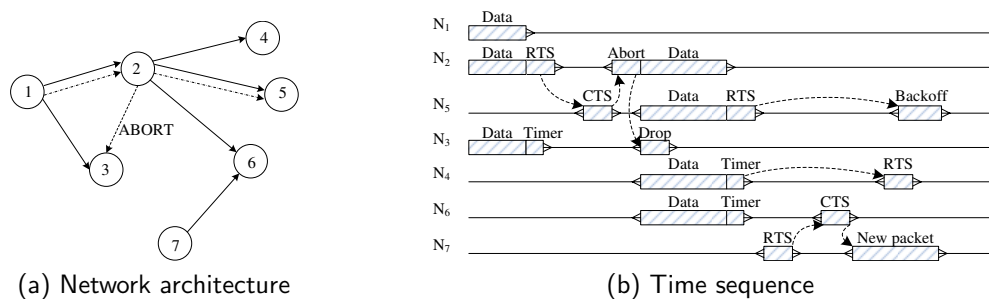 1
2
3
4
5
6
7
ABORT
(a) Network architecture
N1 Data
N2 Data RTS Abort Data
N5 CTS Data RTS Backoff
N3 Data Timer Drop
N4 Data Timer RTS
N6 Data Timer CTS
N7 RTS New packet
(b) Time sequence